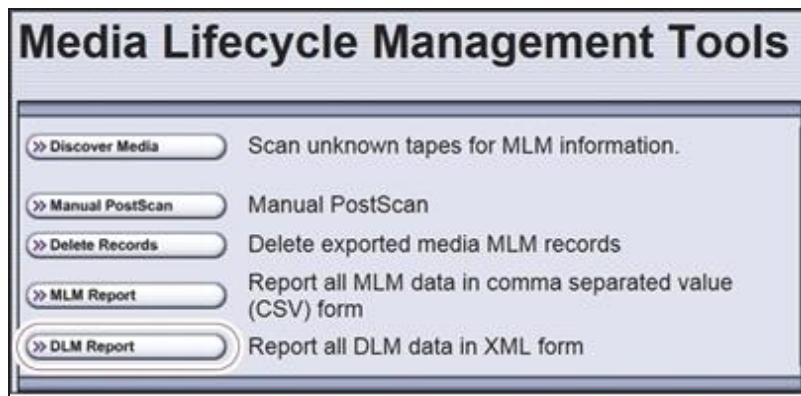 Media Lifecycle Management Tools
>> Discover Media Scan unknown tapes for MLM information.
>> Manual PostScan Manual PostScan
>> Delete Records Delete exported media MLM records
>> MLM Report Report all MLM data in comma separated value
(CSV) form
>> DLM Report Report all DLM data in XML form